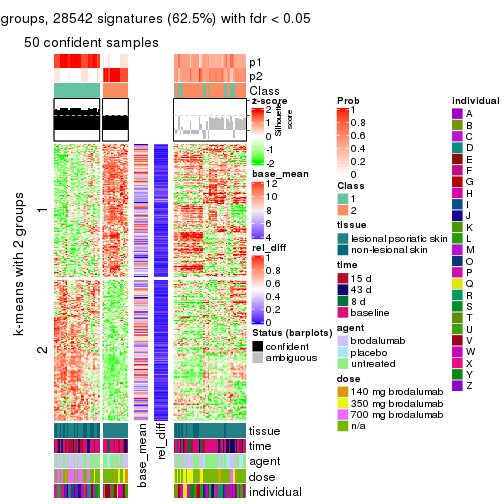 groups, 28542 signatures (62.5%) with fdr < 0.05
50 confident samples
p1
p2
Class
Silhouette
score
k-means with 2 groups
1
2
tissue
time
agent
dose
individual
base_mean
rel_diff
z-score
2
1
0
-1
-2
base_mean
12
10
8
6
4
rel_diff
1
0.8
0.6
0.4
0.2
0
Status (barplots)
confident
ambiguous
Prob
1
0.8
0.6
0.4
0.2
0
Class
1
2
tissue
lesional psoriatic skin
non-lesional skin
time
15 d
43 d
8 d
baseline
agent
brodalumab
placebo
untreated
dose
140 mg brodalumab
350 mg brodalumab
700 mg brodalumab
n/a
individual
A
B
C
D
E
F
G
H
I
J
K
L
M
O
P
Q
R
S
T
U
V
W
X
Y
Z